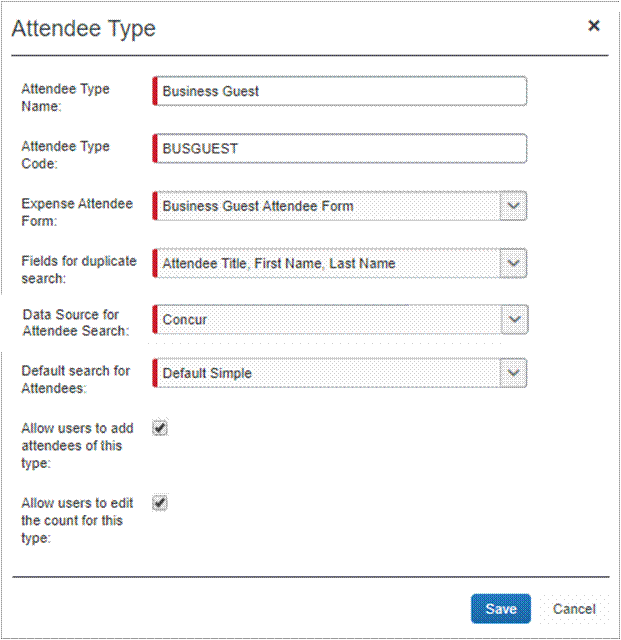 Attendee Type
Attendee Type
Name:
Business Guest
Attendee Type
Code:
BUSGUEST
Expense Attendee
Form:
Business Guest Attendee Form
Fields for duplicate
search:
Attendee Title, First Name, Last Name
Data Source for
Attendee Search:
Concur
Default search for
Attendees:
Default Simple
Allow users to add
attendees of this
type:
Allow users to edit
the count for this
type:
Save
Cancel